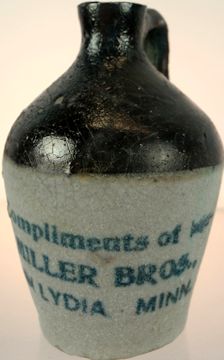 Compliments of
MILLER BROS.,
LYDIA MINN.